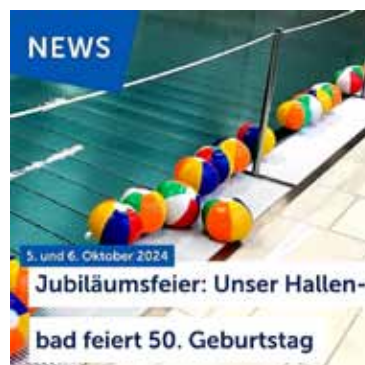 NEWS
5. und 6. Oktober 2024
Jubiläumsfeier: Unser Hallen-
bad feiert 50. Geburtstag